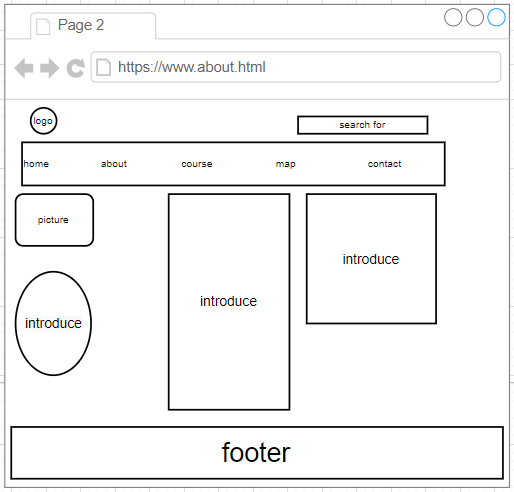 Page 2
https://www.about.html
logo
search for
home about course map contact
picture
introduce
introduce
introduce
footer